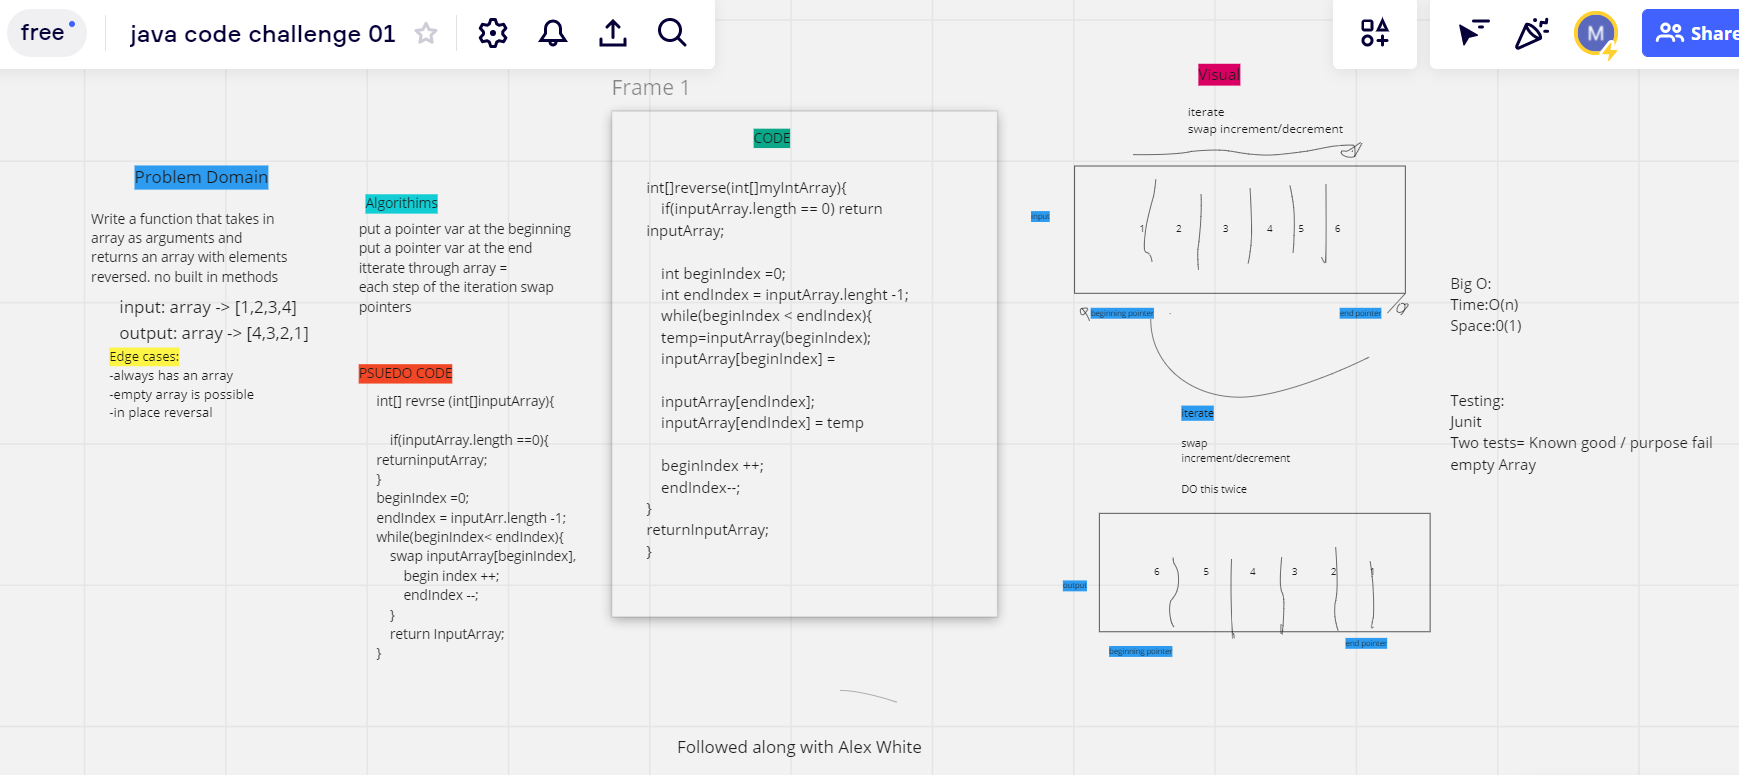 free
java code challenge 01
M
Share
Problem Domain
Write a function that takes in
array as arguments and
returns an array with elements
reversed. no built in methods
input: array -> [1,2,3,4]
output: array -> [4,3,2,1]
Edge cases:
-always has an array
-empty array is possible
-in place reversal
Algorithims
put a pointer var at the beginning
put a pointer var at the end
itterate through array =
each step of the iteration swap
pointers
PSUEDO CODE
int[] revrse (int[]inputArray){
if(inputArray.length ==0){
returninputArray;
}
beginIndex =0;
endIndex = inputArr.length -1;
while(beginIndex< endIndex){
swap inputArray[beginIndex],
begin index ++;
endIndex --;
}
return InputArray;
}
Frame 1
CODE
int[]reverse(int[]myIntArray){
if(inputArray.length == 0) return
inputArray;
int beginIndex =0;
int endIndex = inputArray.lenght -1;
while(beginIndex < endIndex){
temp=inputArray(beginIndex);
inputArray[beginIndex] =
inputArray[endIndex];
inputArray[endIndex] = temp
beginIndex ++;
endIndex--;
}
returnInputArray;
}
Followed along with Alex White
Visual
iterate
swap increment/decrement
input
1 2 3 4 5 6
beginning pointer
end pointer
iterate
swap
increment/decrement
DO this twice
output
6 5 4 3 2 1
beginning pointer
end pointer
Big O:
Time:O(n)
Space:0(1)
Testing:
Junit
Two tests= Known good / purpose fail
empty Array